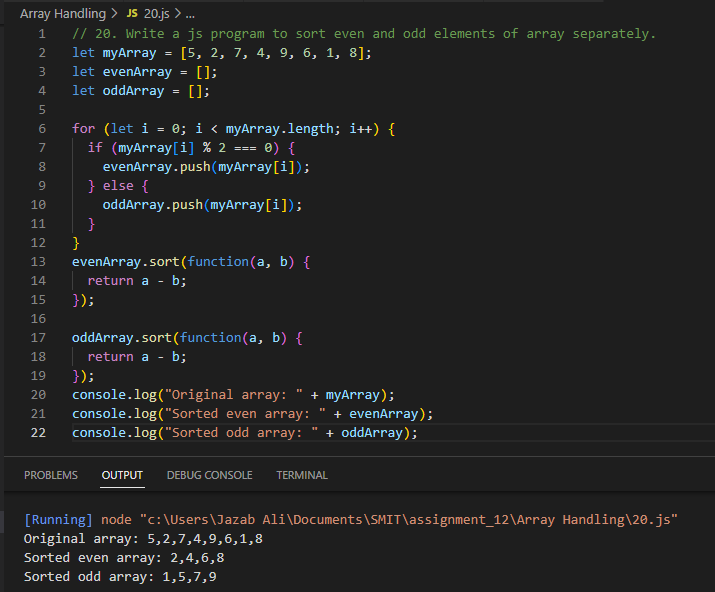 Array Handling > JS 20.js > ...
1 // 20. Write a js program to sort even and odd elements of array separately.
2 let myArray = [5, 2, 7, 4, 9, 6, 1, 8];
3 let evenArray = [];
4 let oddArray = [];
5
6 for (let i = 0; i < myArray.length; i++) {
7   if (myArray[i] % 2 === 0) {
8     evenArray.push(myArray[i]);
9   } else {
10     oddArray.push(myArray[i]);
11   }
12 }
13 evenArray.sort(function(a, b) {
14   return a - b;
15 });
16
17 oddArray.sort(function(a, b) {
18   return a - b;
19 });
20 console.log("Original array: " + myArray);
21 console.log("Sorted even array: " + evenArray);
22 console.log("Sorted odd array: " + oddArray);
PROBLEMS OUTPUT DEBUG CONSOLE TERMINAL
[Running] node "c:\Users\Jazab Ali\Documents\SMIT\assignment_12\Array Handling\20.js"
Original array: 5,2,7,4,9,6,1,8
Sorted even array: 2,4,6,8
Sorted odd array: 1,5,7,9